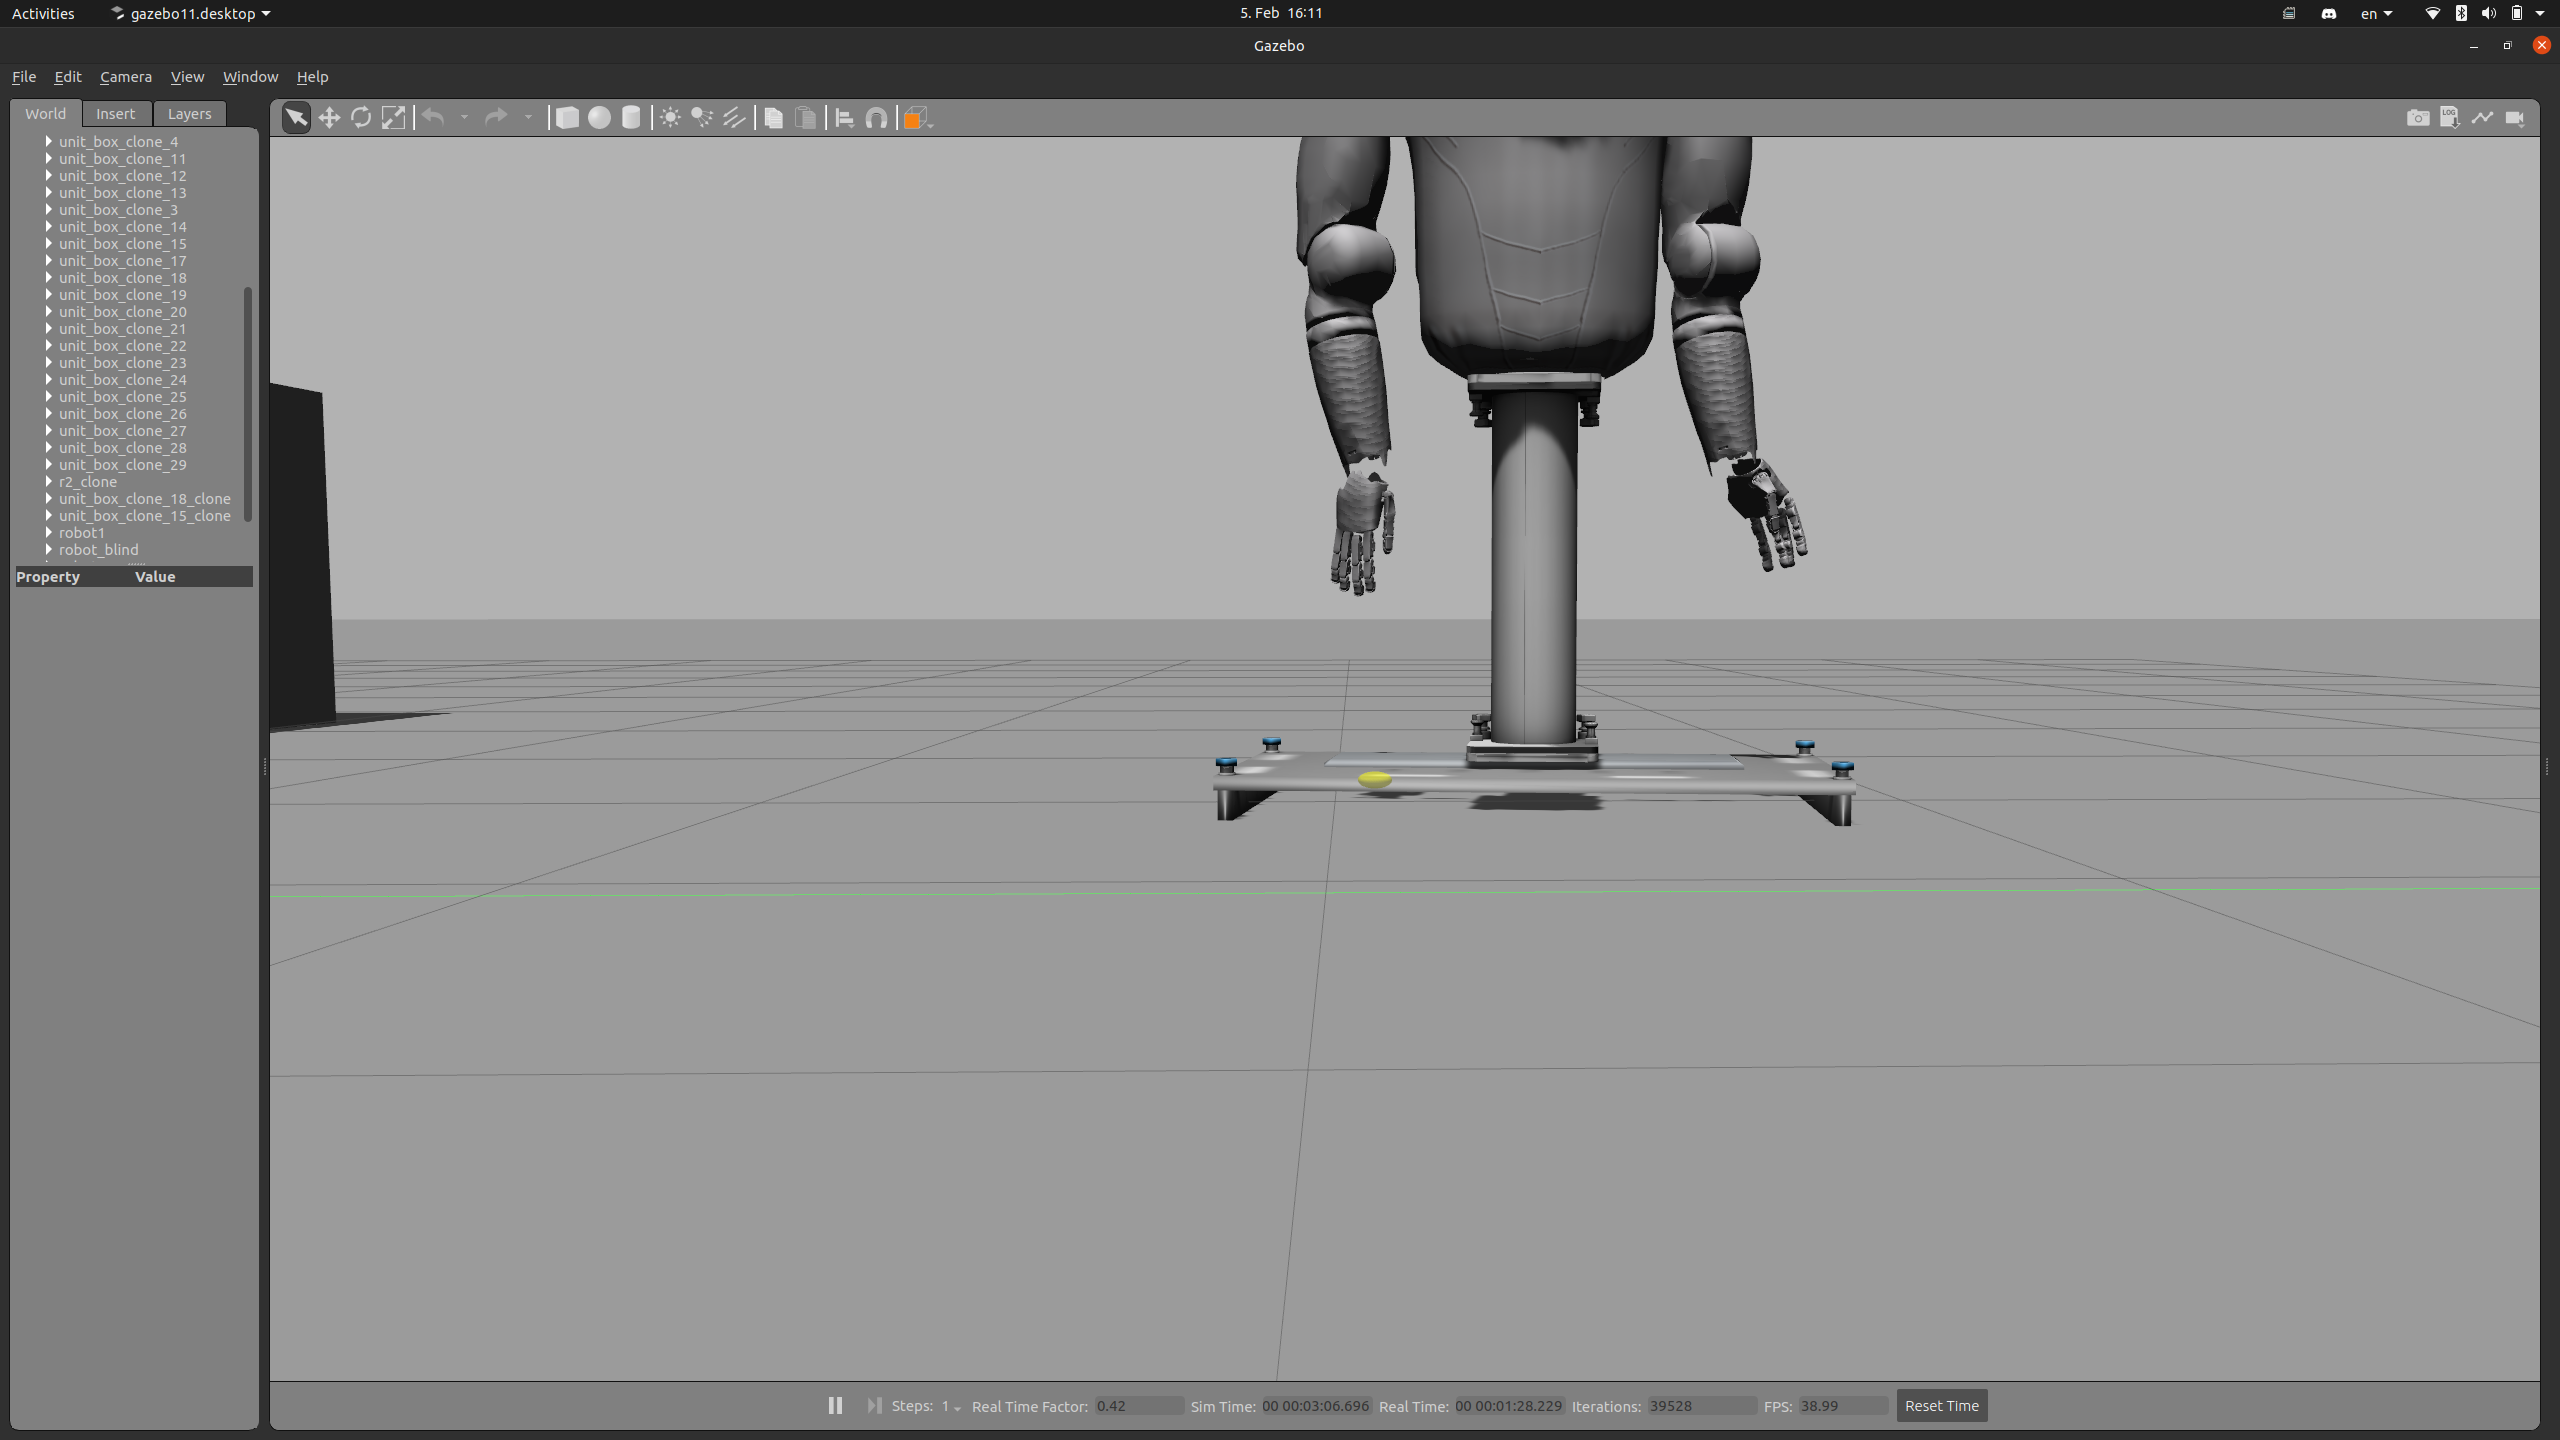 Activities gazebo11.desktop 5. Feb 16:11 en
Gazebo
File Edit Camera View Window Help
World Insert Layers
LOG
unit_box_clone_4
unit_box_clone_11
unit_box_clone_12
unit_box_clone_13
unit_box_clone_3
unit_box_clone_14
unit_box_clone_15
unit_box_clone_17
unit_box_clone_18
unit_box_clone_19
unit_box_clone_20
unit_box_clone_21
unit_box_clone_22
unit_box_clone_23
unit_box_clone_24
unit_box_clone_25
unit_box_clone_26
unit_box_clone_27
unit_box_clone_28
unit_box_clone_29
r2_clone
unit_box_clone_18_clone
unit_box_clone_15_clone
robot1
robot_blind
Property Value
Steps: 1 Real Time Factor: 0.42 Sim Time: 00 00:03:06.696 Real Time: 00 00:01:28.229 Iterations: 39528 FPS: 38.99 Reset Time